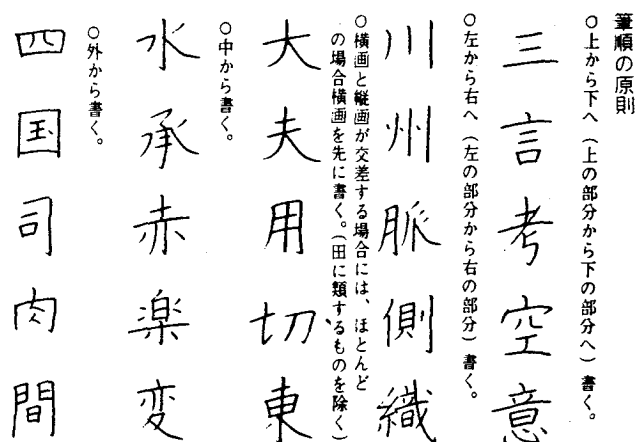 筆順の原則
○上から下へ（上の部分から下の部分へ）書く。
三言考空意
○左から右へ（左の部分から右の部分）書く。
川州脈側織
○横画と縦画が交差する場合には、ほとんど
の場合横画を先に書く。（田に類するものを除く）
大夫用切東
○中から書く。
水承赤楽変
○外から書く。
四国司肉間